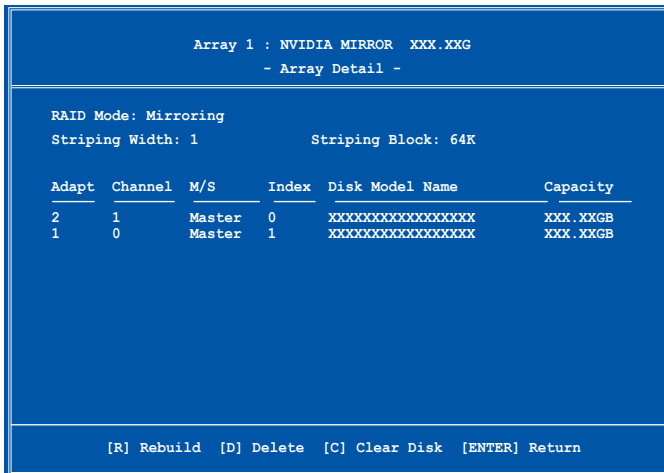 Array 1 : NVIDIA MIRROR XXX.XXG
- Array Detail -
RAID Mode: Mirroring
Striping Width: 1 Striping Block: 64K
Adapt Channel M/S Index Disk Model Name Capacity
2 1 Master 0 XXXXXXXXXXXXXXXXX XXX.XXGB
1 0 Master 1 XXXXXXXXXXXXXXXXX XXX.XXGB
[R] Rebuild [D] Delete [C] Clear Disk [ENTER] Return